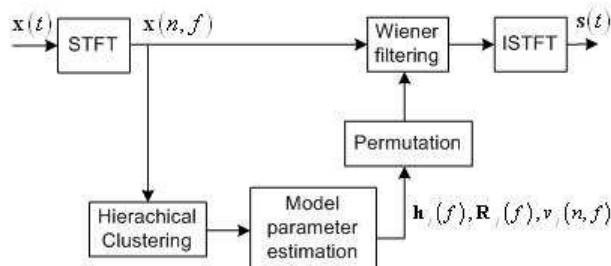 x(t)
STFT
x(n, f)
Wiener
filtering
ISTFT
s(t)
Permutation
Hierachical
Clustering
Model
parameter
estimation
h_j(f), R_j(f), v_j(n, f)